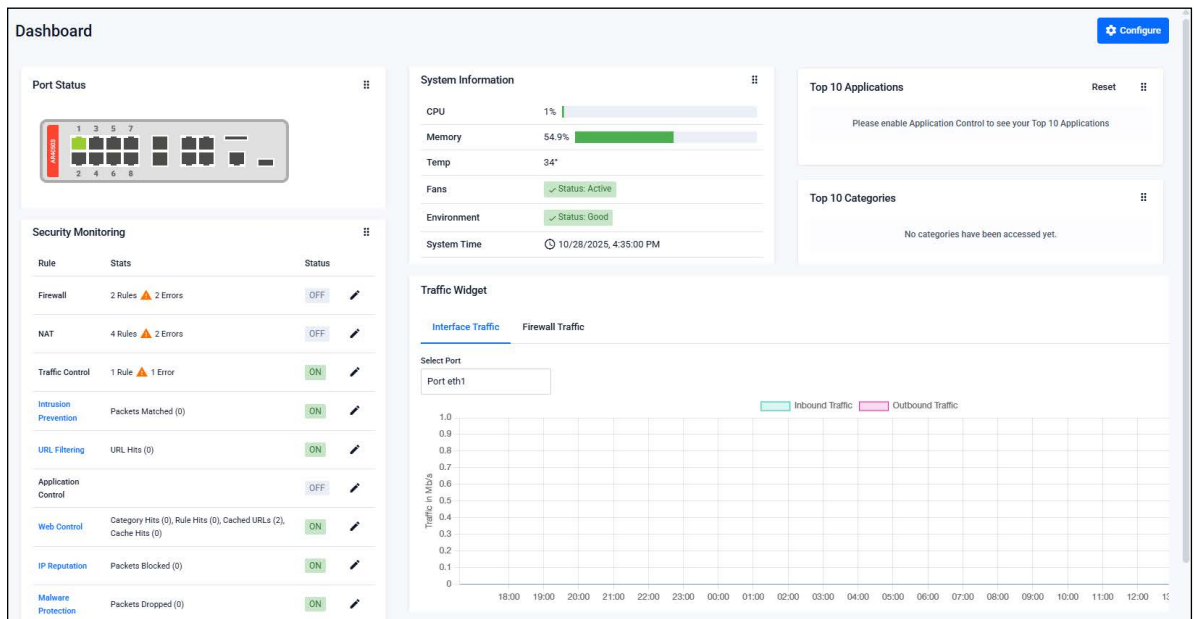 Dashboard
Configure
Port Status
1 3 5 7
2 4 6 8
Security Monitoring
Rule Stats Status
Firewall 2 Rules 2 Errors OFF
NAT 4 Rules 2 Errors OFF
Traffic Control 1 Rule 1 Error ON
Intrusion
Prevention Packets Matched (0) ON
URL Filtering URL Hits (0) ON
Application
Control OFF
Web Control Category Hits (0), Rule Hits (0), Cached URLs (2),
Cache Hits (0) ON
IP Reputation Packets Blocked (0) ON
Malware
Protection Packets Dropped (0) ON
System Information
CPU 1%
Memory 54.9%
Temp 34°
Fans Status: Active
Environment Status: Good
System Time 10/28/2025, 4:35:00 PM
Top 10 Applications Reset
Please enable Application Control to see your Top 10 Applications
Top 10 Categories
No categories have been accessed yet.
Traffic Widget
Interface Traffic Firewall Traffic
Select Port
Port eth1
Inbound Traffic Outbound Traffic
Traffic in Mb/s
1.0
0.9
0.8
0.7
0.6
0.5
0.4
0.3
0.2
0.1
0
18:00 19:00 20:00 21:00 22:00 23:00 00:00 01:00 02:00 03:00 04:00 05:00 06:00 07:00 08:00 09:00 10:00 11:00 12:00